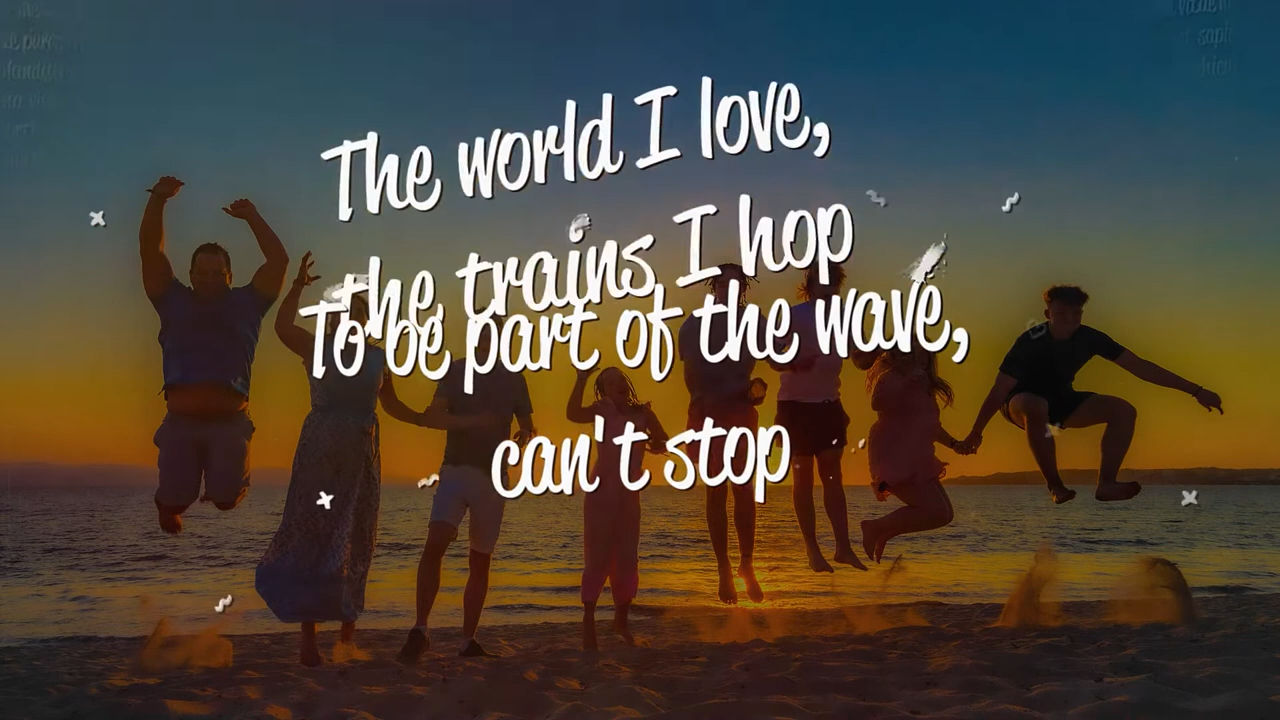 The world I love,
the trains I hop
To be part of the wave,
can't stop